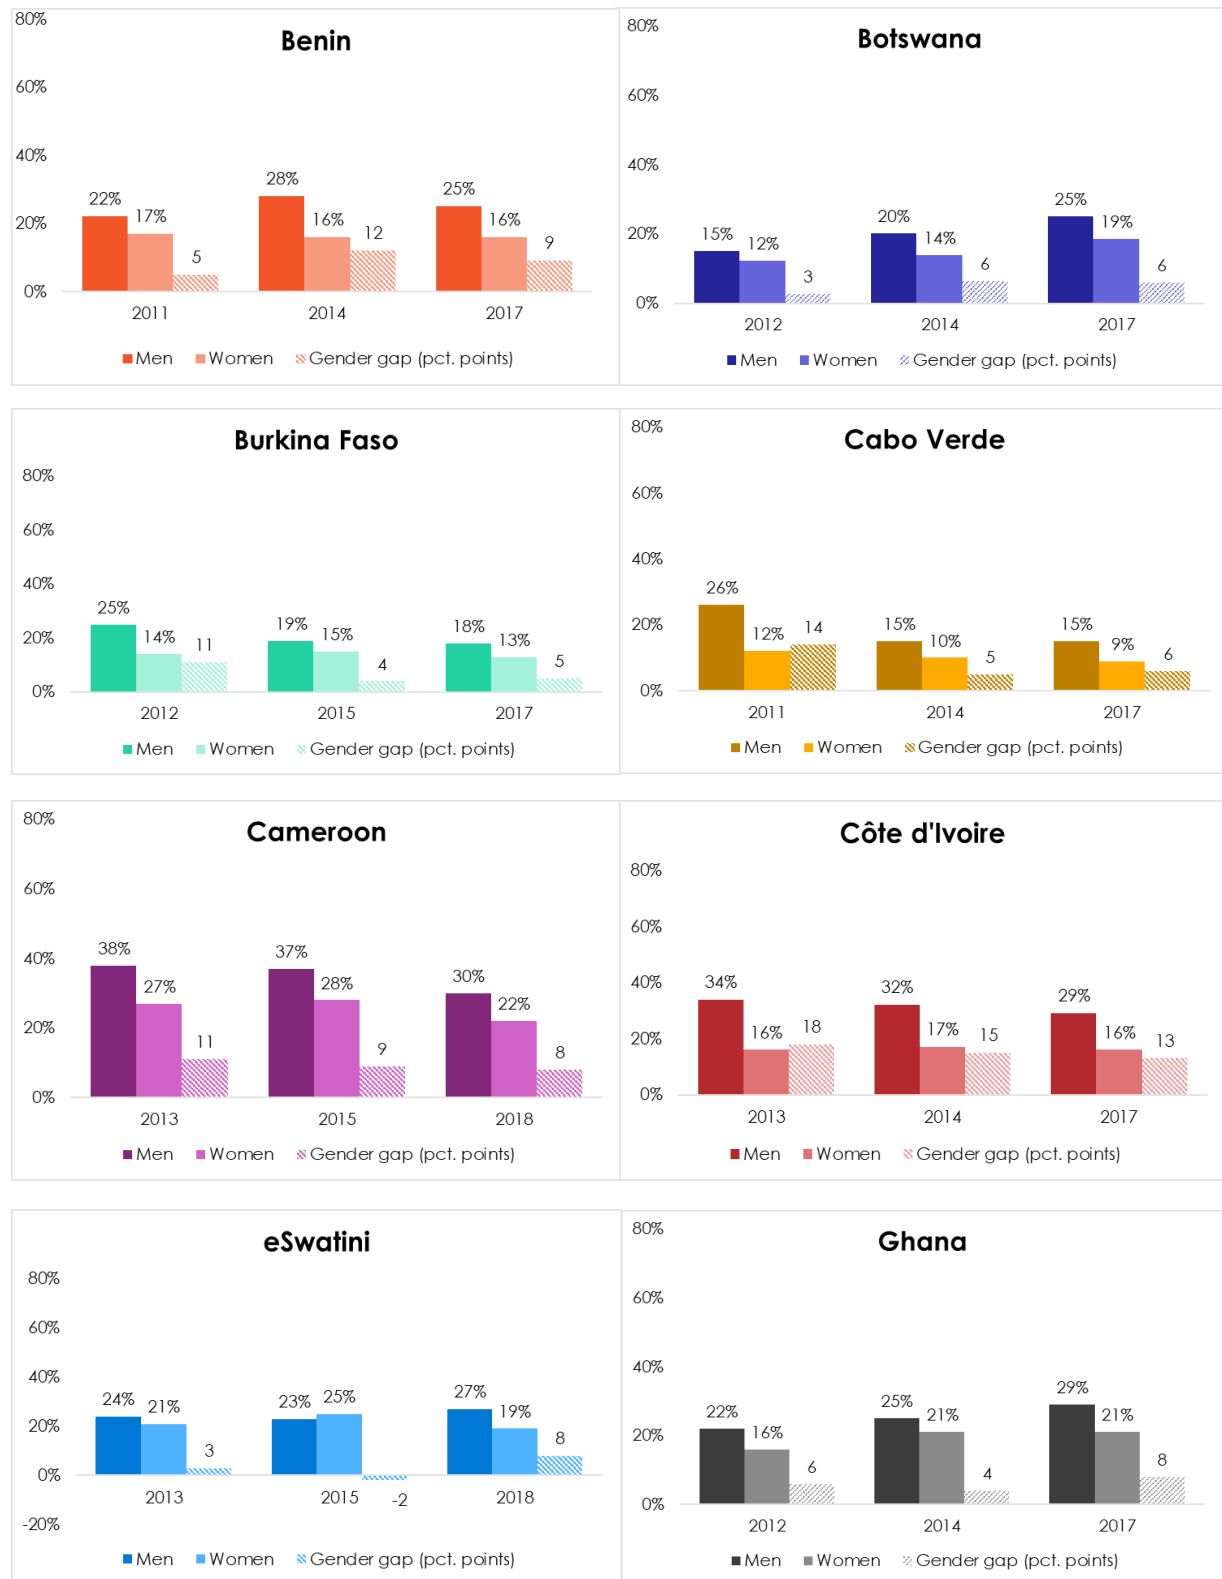 Benin
80%
60%
40%
20%
0%
22% 17% 5
28% 16% 12
25% 16% 9
2011 2014 2017
Men Women Gender gap (pct. points)
Botswana
80%
60%
40%
20%
0%
15% 12% 3
20% 14% 6
25% 19% 6
2012 2014 2017
Men Women Gender gap (pct. points)
Burkina Faso
80%
60%
40%
20%
0%
25% 14% 11
19% 15% 4
18% 13% 5
2012 2015 2017
Men Women Gender gap (pct. points)
Cabo Verde
80%
60%
40%
20%
0%
26% 12% 14
15% 10% 5
15% 9% 6
2011 2014 2017
Men Women Gender gap (pct. points)
Cameroon
80%
60%
40%
20%
0%
38% 27% 11
37% 28% 9
30% 22% 8
2013 2015 2018
Men Women Gender gap (pct. points)
Côte d'Ivoire
80%
60%
40%
20%
0%
34% 16% 18
32% 17% 15
29% 16% 13
2013 2014 2017
Men Women Gender gap (pct. points)
eSwatini
80%
60%
40%
20%
0%
-20%
24% 21% 3
23% 25% -2
27% 19% 8
2013 2015 2018
Men Women Gender gap (pct. points)
Ghana
80%
60%
40%
20%
0%
22% 16% 6
25% 21% 4
29% 21% 8
2012 2014 2017
Men Women Gender gap (pct. points)